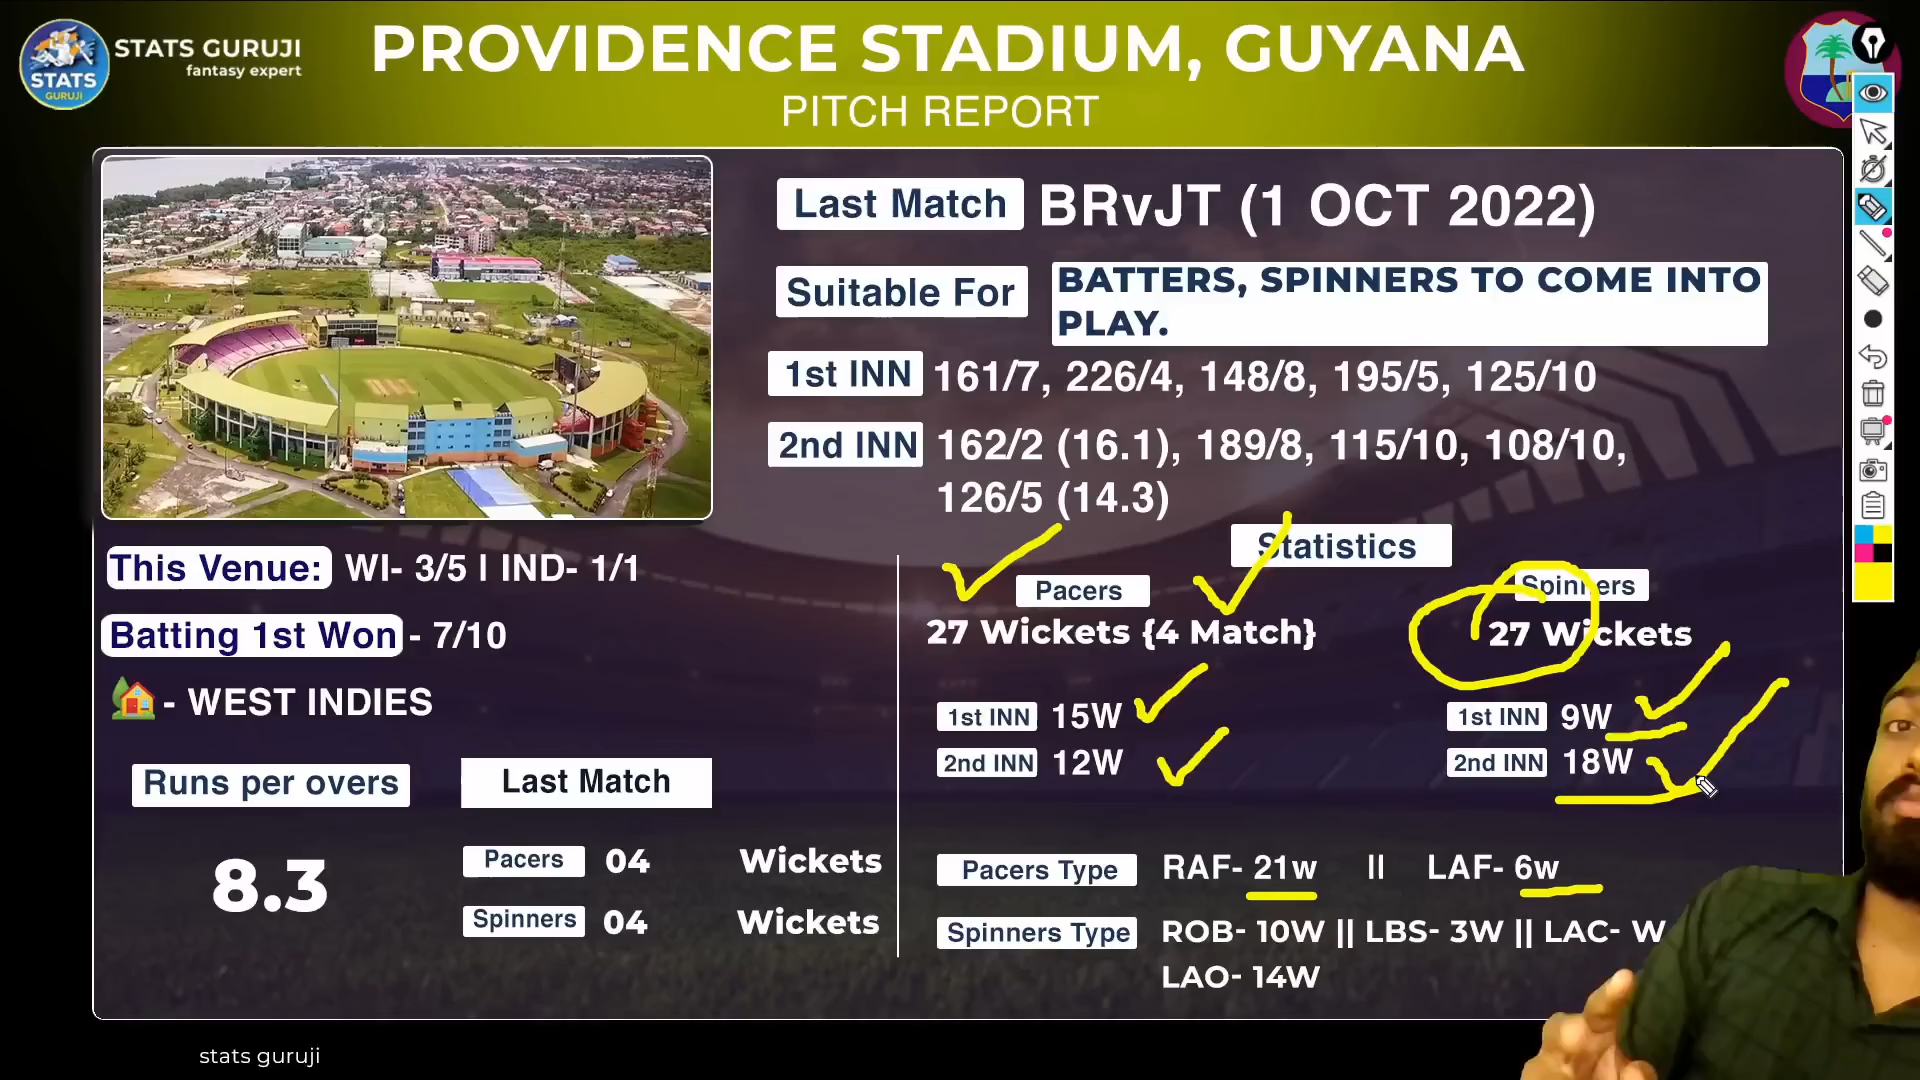 STATS GURUJI
fantasy expert
STATS
GURUJI
PROVIDENCE STADIUM, GUYANA
PITCH REPORT
Last Match BRvJT (1 OCT 2022)
Suitable For BATTERS, SPINNERS TO COME INTO
PLAY.
1st INN 161/7, 226/4, 148/8, 195/5, 125/10
2nd INN 162/2 (16.1), 189/8, 115/10, 108/10,
126/5 (14.3)
This Venue: WI- 3/5 | IND- 1/1
Batting 1st Won - 7/10
- WEST INDIES
Runs per overs
8.3
Last Match
Pacers 04 Wickets
Spinners 04 Wickets
Statistics
Pacers
27 Wickets {4 Match}
1st INN 15W
2nd INN 12W
Spinners
27 Wickets
1st INN 9W
2nd INN 18W
Pacers Type RAF- 21w || LAF- 6w
Spinners Type ROB- 10W || LBS- 3W || LAC- W
LAO- 14W
stats guruji